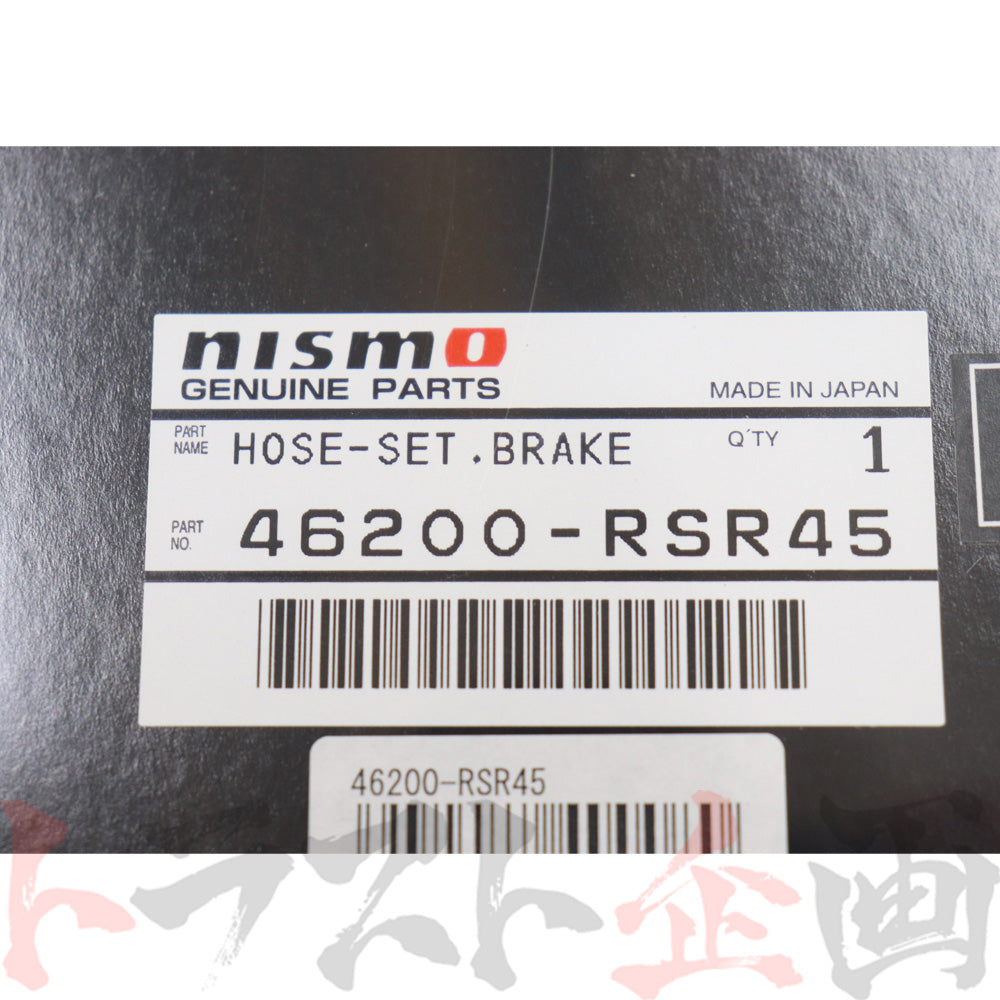 nismo
GENUINE PARTS
MADE IN JAPAN
PART NAME
HOSE-SET.BRAKE
Q'TY
1
PART NO.
46200-RSR45
46200-RSR45
トラスト企画